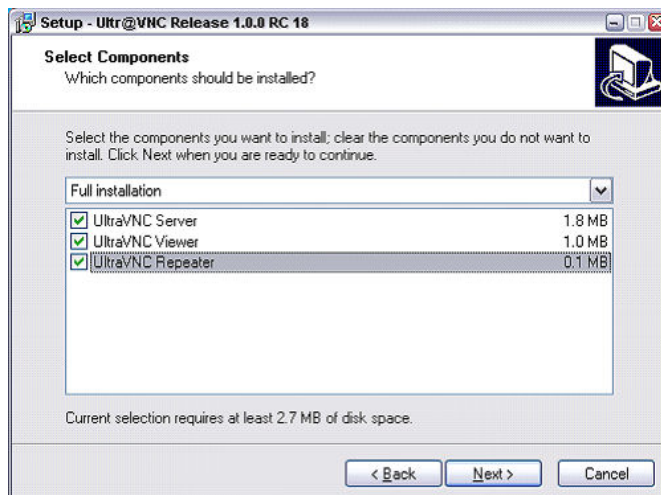 Setup - Ultr@VNC Release 1.0.0 RC 18
Select Components
Which components should be installed?
Select the components you want to install; clear the components you do not want to
install. Click Next when you are ready to continue.
Full installation
UltraVNC Server 1.8 MB
UltraVNC Viewer 1.0 MB
UltraVNC Repeater 0.1 MB
Current selection requires at least 2.7 MB of disk space.
< Back Next > Cancel